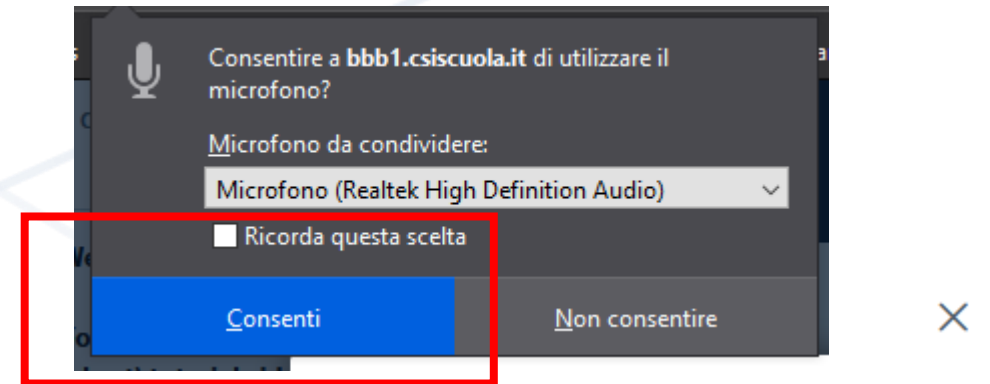 Consentire a bbb1.csiscuola.it di utilizzare il
microfono?
Microfono da condividere:
Microfono (Realtek High Definition Audio)
Ricorda questa scelta
Consenti
Non consentire